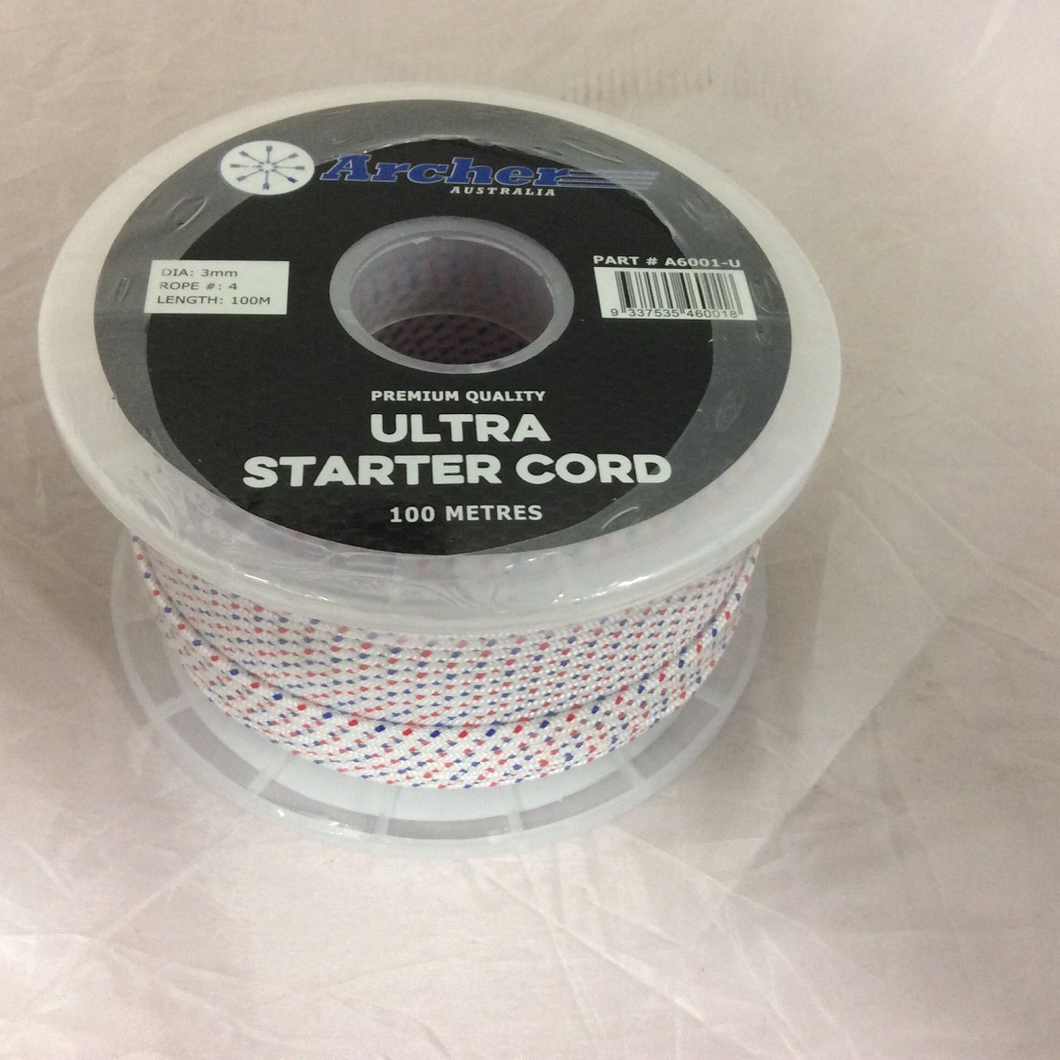 Archer
AUSTRALIA
DIA: 3mm
ROPE #: 4
LENGTH: 100M
PART # A6001-U
9 337535 460018
PREMIUM QUALITY
ULTRA
STARTER CORD
100 METRES